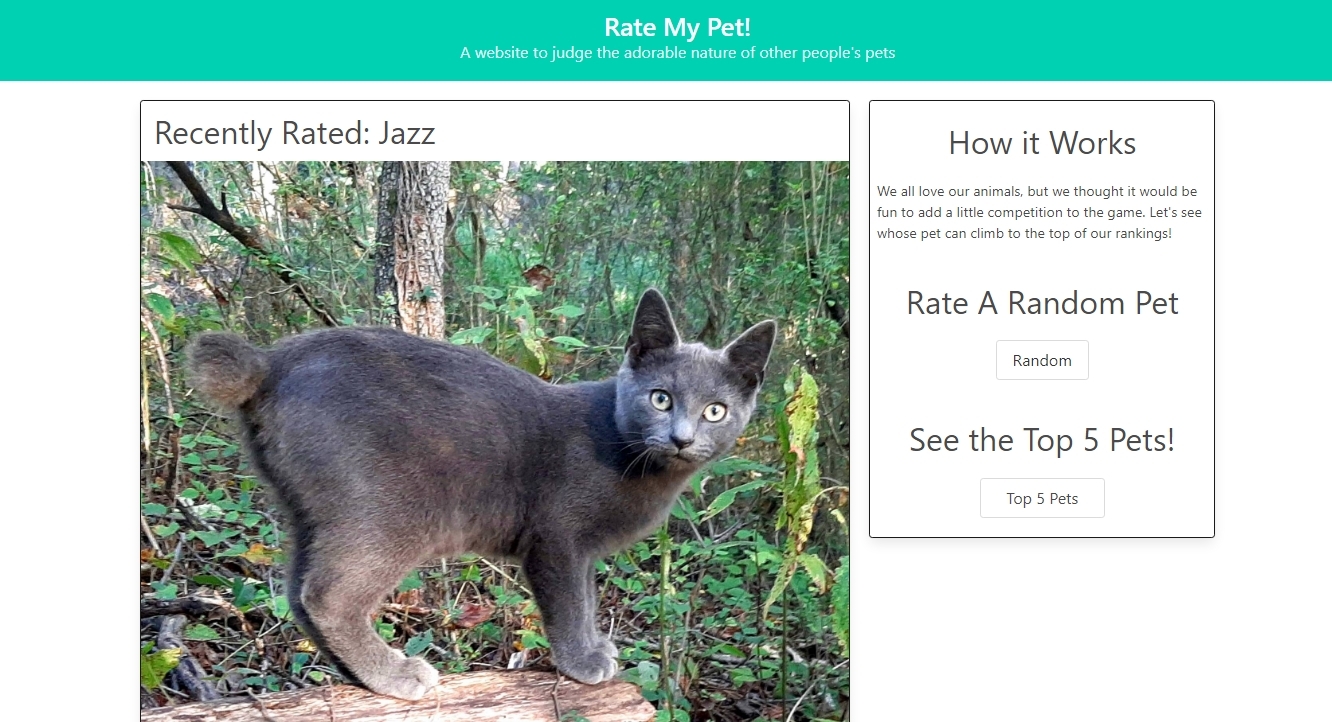 Rate My Pet!
A website to judge the adorable nature of other people's pets
Recently Rated: Jazz
How it Works
We all love our animals, but we thought it would be
fun to add a little competition to the game. Let's see
whose pet can climb to the top of our rankings!
Rate A Random Pet
Random
See the Top 5 Pets!
Top 5 Pets